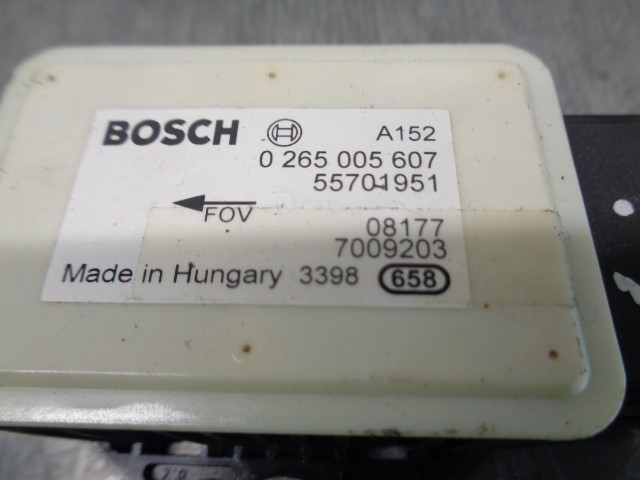 BOSCH A152
0 265 005 607
55701951
FOV
08177
7009203
Made in Hungary 3398 658